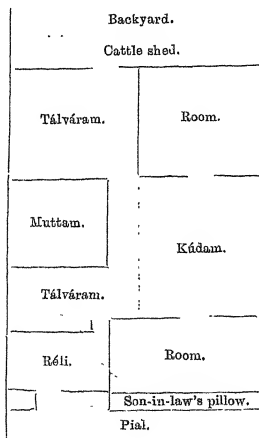 Backyard.
Cattle shed.
Tálváram. Room.
Muttam.
Kúdam.
Tálváram.
Réli. Room.
Son-in-law's pillow.
Pial.